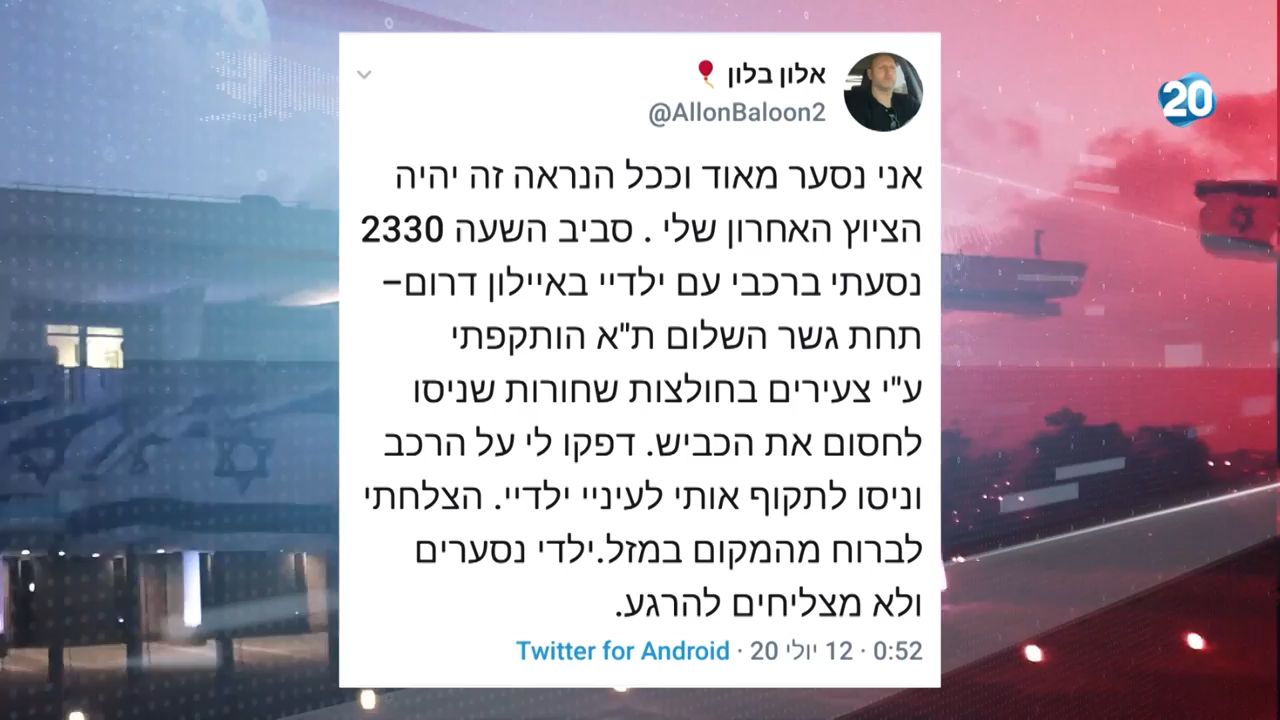 אלון בלון 🎈
@AllonBaloon2
20
אני נסער מאוד וככל הנראה זה יהיה
הציוץ האחרון שלי . סביב השעה 2330
נסעתי ברכבי עם ילדיי באיילון דרום–
תחת גשר השלום ת"א הותקפתי
ע"י צעירים בחולצות שחורות שניסו
לחסום את הכביש. דפקו לי על הרכב
וניסו לתקוף אותי לעיניי ילדיי. הצלחתי
לברוח מהמקום במזל.ילדי נסערים
ולא מצליחים להרגע.
0:52 · 12 יולי 20 · Twitter for Android